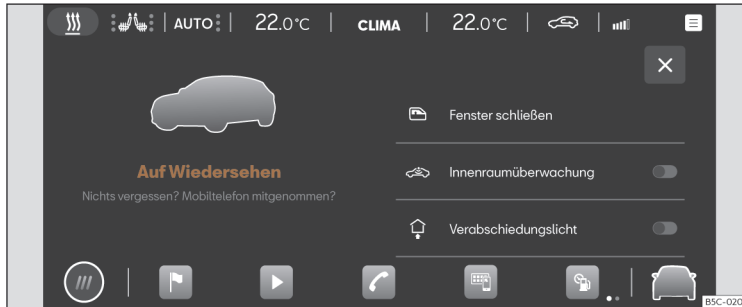 AUTO 22.0°C CLIMA 22.0°C
Fenster schließen
Auf Wiedersehen
Nichts vergessen? Mobiltelefon mitgenommen?
Innenraumüberwachung
Verabschiedungslicht
B5C-020